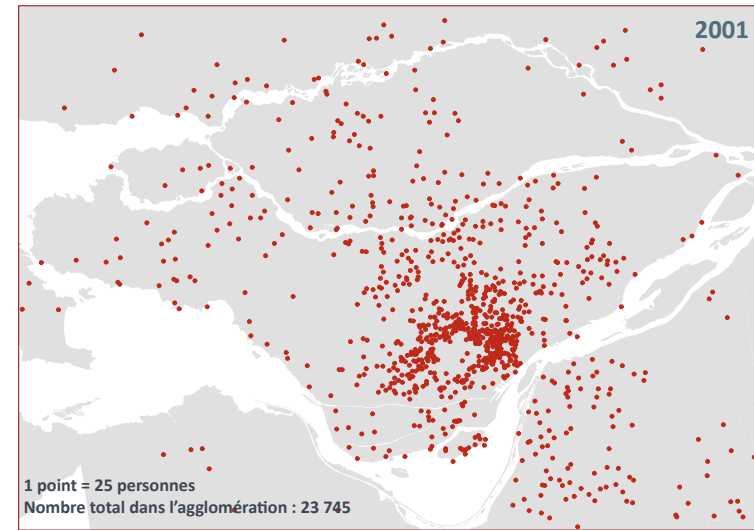 2001
1 point = 25 personnes
Nombre total dans l'agglomération : 23 745